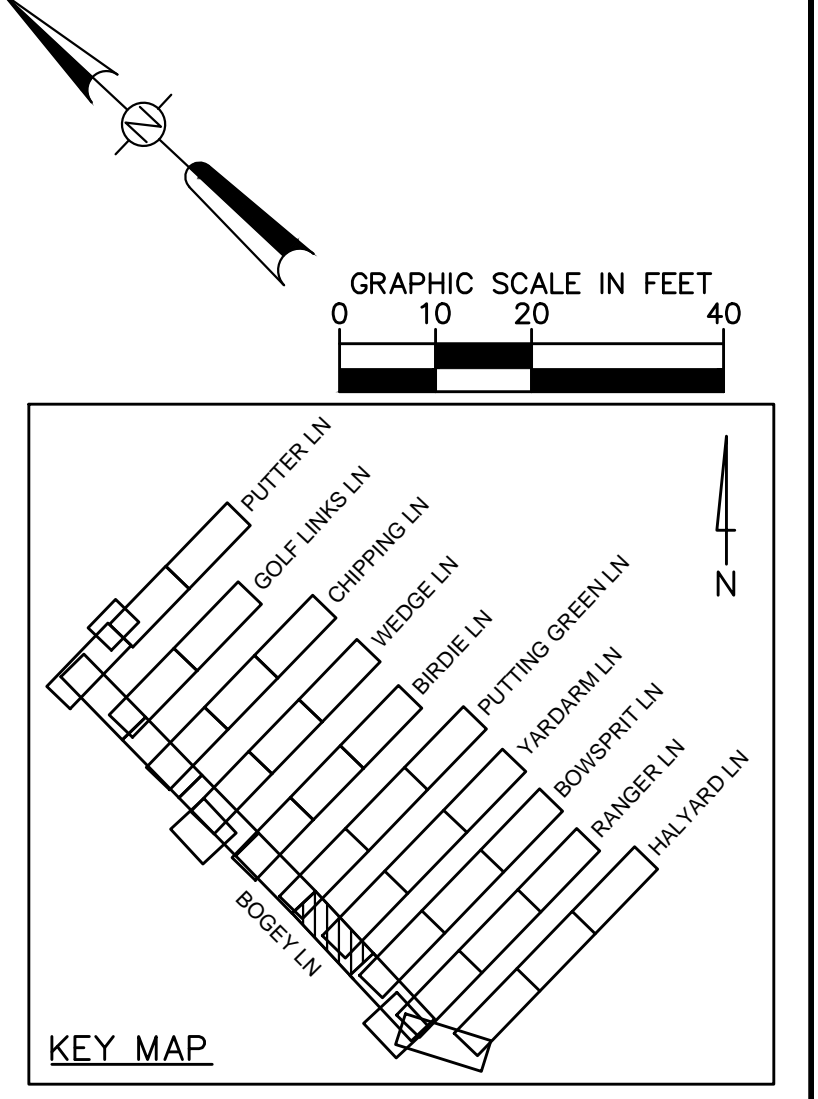 N
GRAPHIC SCALE IN FEET
0 10 20 40
N
PUTTER LN
GOLF LINKS LN
CHIPPING LN
WEDGE LN
BIRDIE LN
PUTTING GREEN LN
YARDARM LN
BOWSPRIT LN
RANGER LN
HALYARD LN
BOGEY LN
KEY MAP